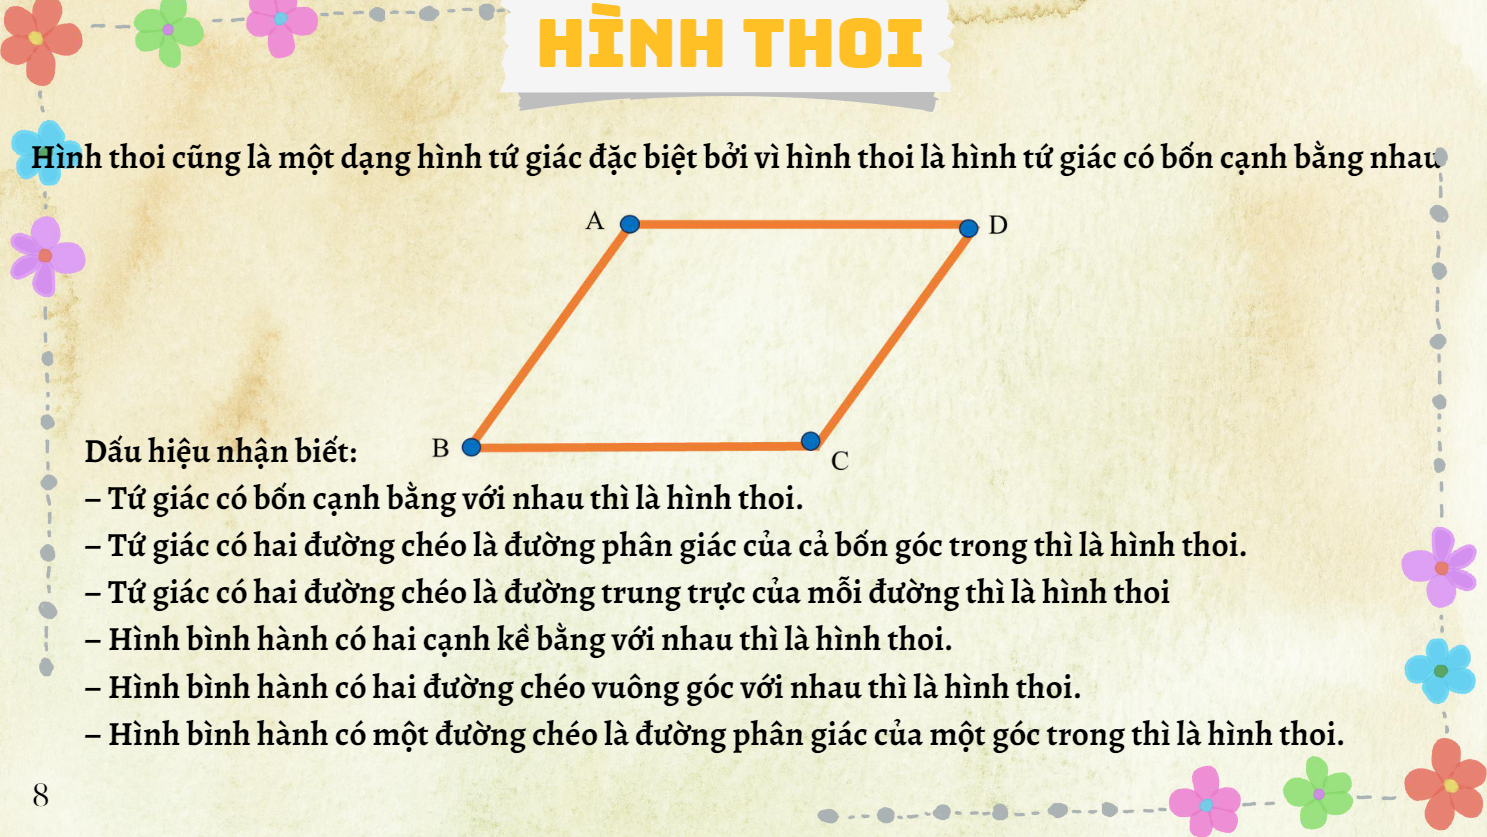 HÌNH THOI
Hình thoi cũng là một dạng hình tứ giác đặc biệt bởi vì hình thoi là hình tứ giác có bốn cạnh bằng nhau
A
D
B
C
Dấu hiệu nhận biết:
– Tứ giác có bốn cạnh bằng với nhau thì là hình thoi.
– Tứ giác có hai đường chéo là đường phân giác của cả bốn góc trong thì là hình thoi.
– Tứ giác có hai đường chéo là đường trung trực của mỗi đường thì là hình thoi
– Hình bình hành có hai cạnh kề bằng với nhau thì là hình thoi.
– Hình bình hành có hai đường chéo vuông góc với nhau thì là hình thoi.
– Hình bình hành có một đường chéo là đường phân giác của một góc trong thì là hình thoi.
8